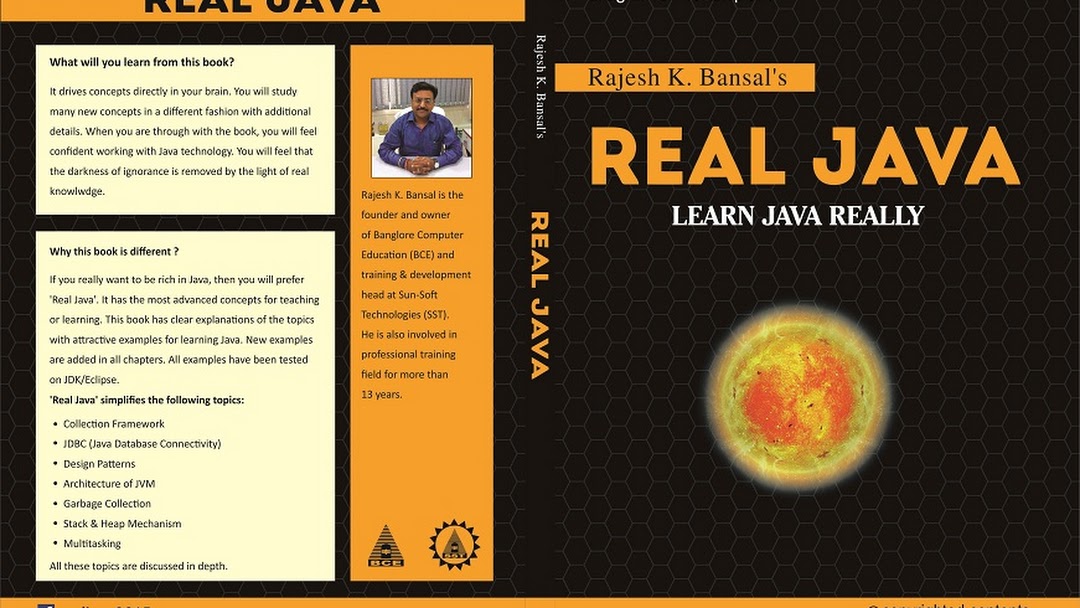 REAL JAVA
What will you learn from this book?
It drives concepts directly in your brain. You will study
many new concepts in a different fashion with additional
details. When you are through with the book, you will feel
confident working with Java technology. You will feel that
the darkness of ignorance is removed by the light of real
knowlwdge.
Why this book is different ?
If you really want to be rich in Java, then you will prefer
'Real Java'. It has the most advanced concepts for teaching
or learning. This book has clear explanations of the topics
with attractive examples for learning Java. New examples
are added in all chapters. All examples have been tested
on JDK/Eclipse.
'Real Java' simplifies the following topics:
• Collection Framework
• JDBC (Java Database Connectivity)
• Design Patterns
• Architecture of JVM
• Garbage Collection
• Stack & Heap Mechanism
• Multitasking
All these topics are discussed in depth.
Rajesh K. Bansal is the
founder and owner
of Banglore Computer
Education (BCE) and
training & development
head at Sun-Soft
Technologies (SST).
He is also involved in
professional training
field for more than
13 years.
BCE
SST
Rajesh K. Bansal's
REAL JAVA
Rajesh K. Bansal's
REAL JAVA
LEARN JAVA REALLY